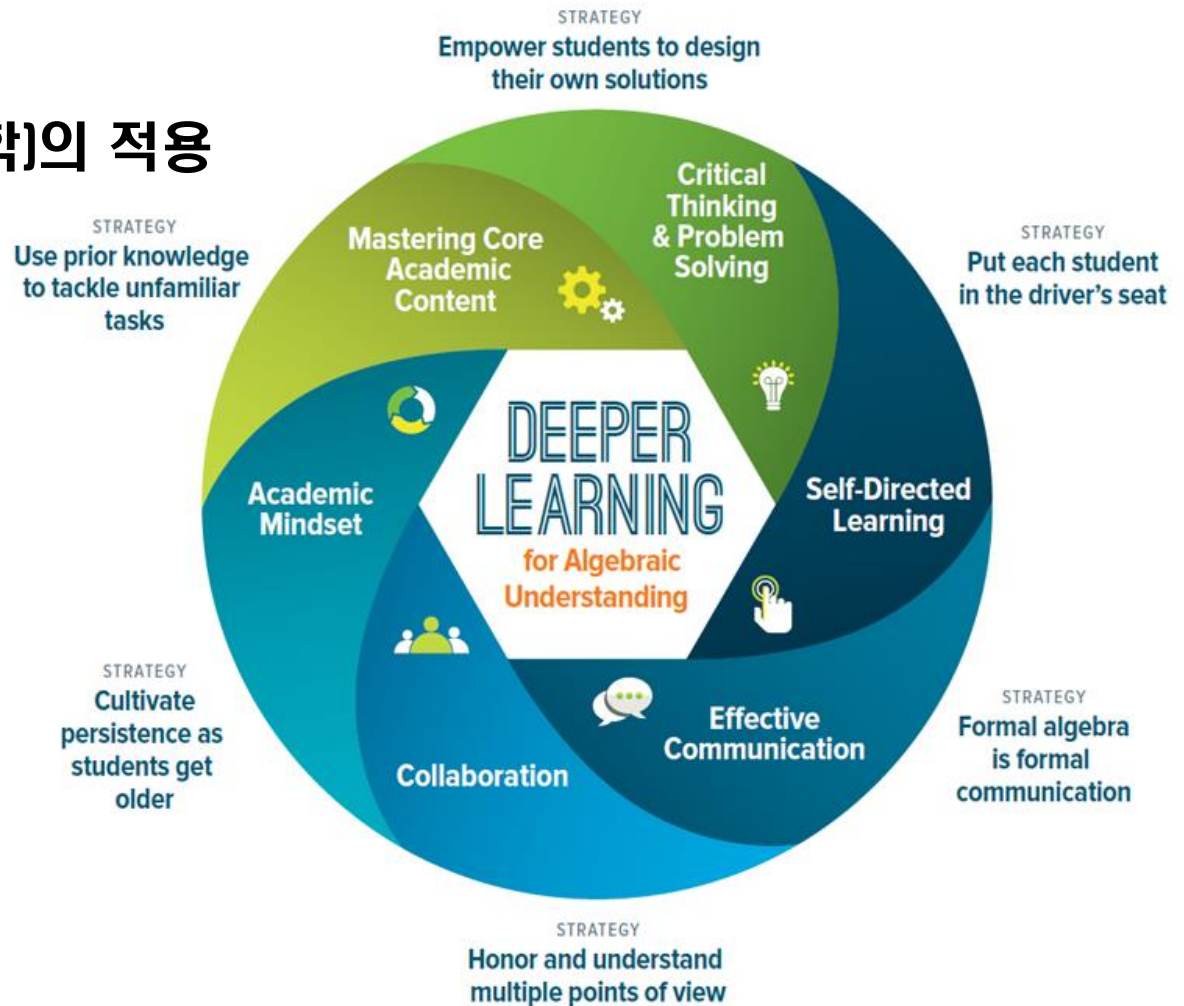 STRATEGY
Empower students to design
their own solutions
학]의 적용
STRATEGY
Use prior knowledge
to tackle unfamiliar
tasks
Mastering Core
Academic
Content
Critical
Thinking
& Problem
Solving
STRATEGY
Put each student
in the driver's seat
DEEPER
LEARNING
for Algebraic
Understanding
Academic
Mindset
Self-Directed
Learning
STRATEGY
Cultivate
persistence as
students get
older
Collaboration
Effective
Communication
STRATEGY
Formal algebra
is formal
communication
STRATEGY
Honor and understand
multiple points of view